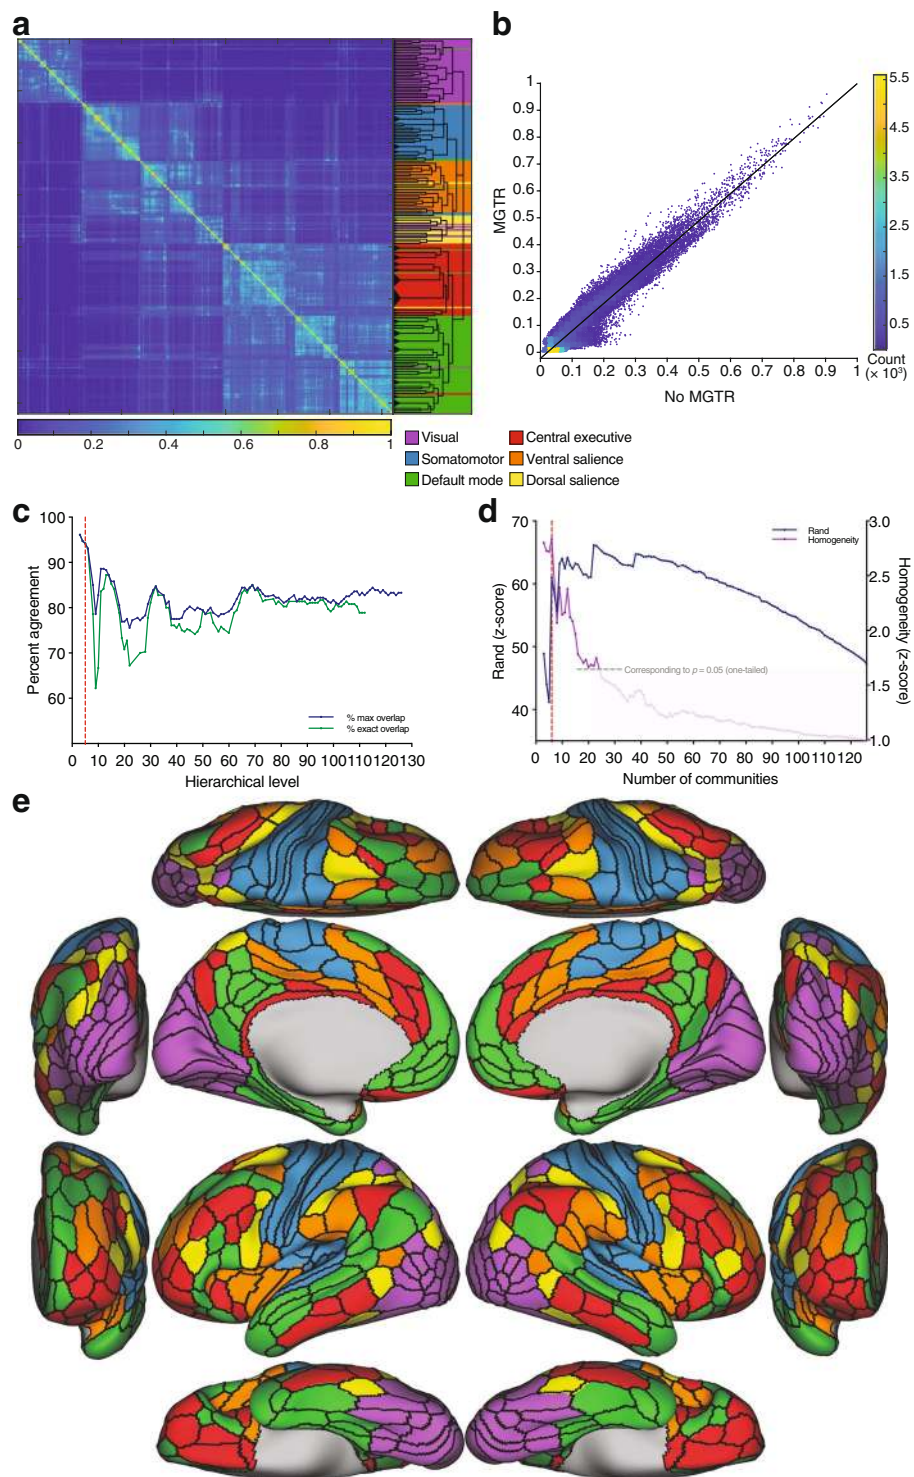 a
0
0.2
0.4
0.6
0.8
1
Visual
Somatomotor
Default mode
Central executive
Ventral salience
Dorsal salience
b
MGTR
1
0.9
0.8
0.7
0.6
0.5
0.4
0.3
0.2
0.1
0
0 0.1 0.2 0.3 0.4 0.5 0.6 0.7 0.8 0.9 1
No MGTR
5.5
4.5
3.5
2.5
1.5
0.5
Count
(× 10³)
c
Percent agreement
100
90
80
70
60
50
0 10 20 30 40 50 60 70 80 90 100 110 120 130
Hierarchical level
% max overlap
% exact overlap
d
Rand (z-score)
70
60
50
40
0 10 20 30 40 50 60 70 80 90 100 110 120
Number of communities
Rand
Homogeneity
Corresponding to p = 0.05 (one-tailed)
3.0
2.5
2.0
1.5
1.0
Homogeneity (z-score)
e